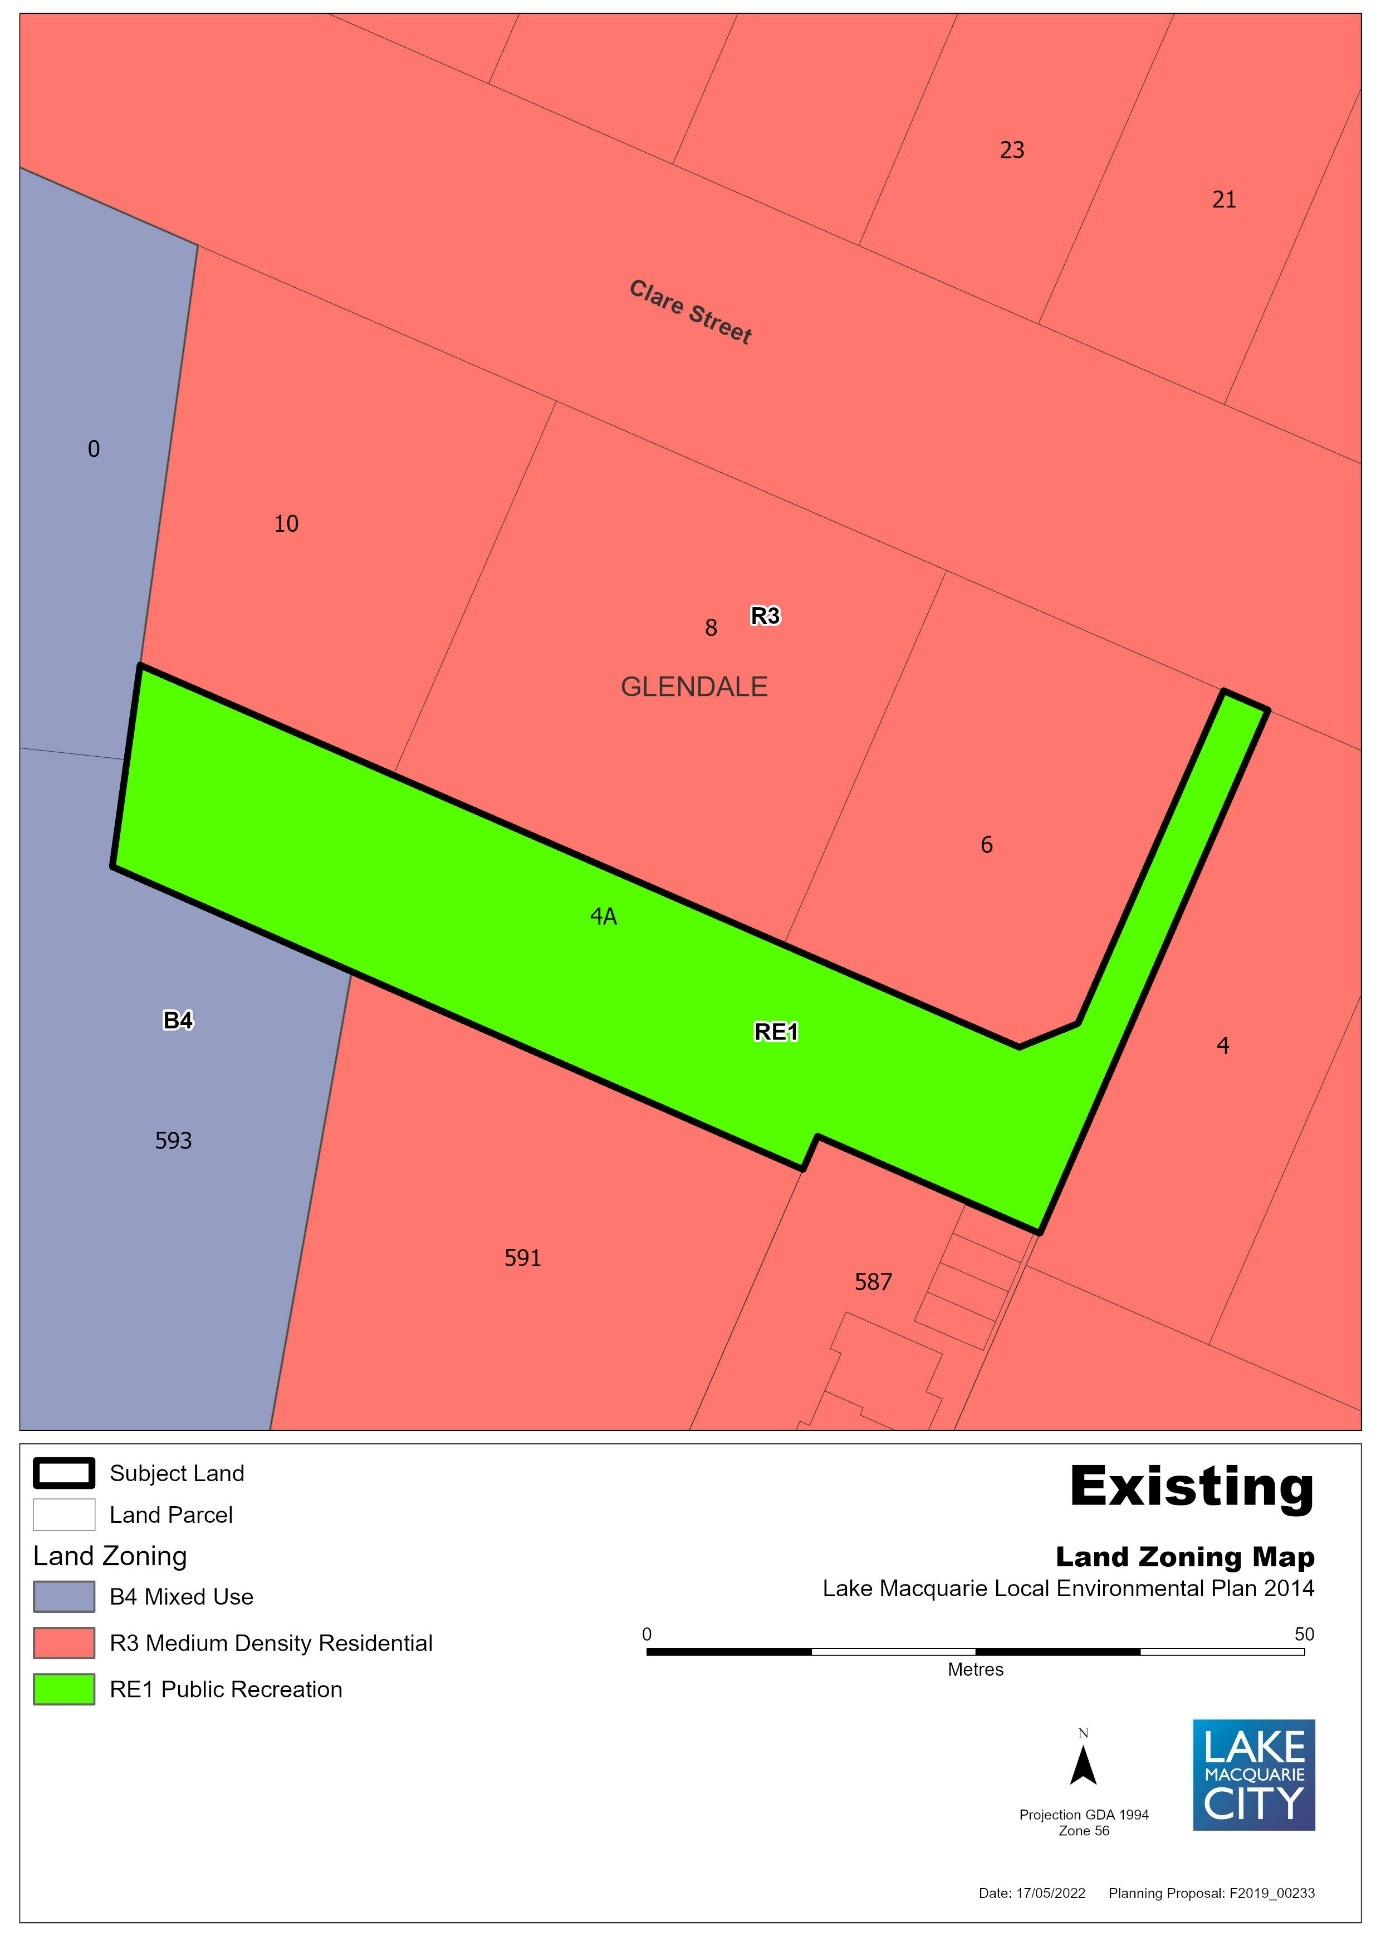 23
21
Clare Street
0
10
8
R3
GLENDALE
6
4A
RE1
B4
4
593
591
587
Subject Land
Land Parcel
Land Zoning
B4 Mixed Use
R3 Medium Density Residential
RE1 Public Recreation
Existing
Land Zoning Map
Lake Macquarie Local Environmental Plan 2014
0 50
Metres
N
Projection GDA 1994
Zone 56
LAKE
MACQUARIE
CITY
Date: 17/05/2022 Planning Proposal: F2019_00233